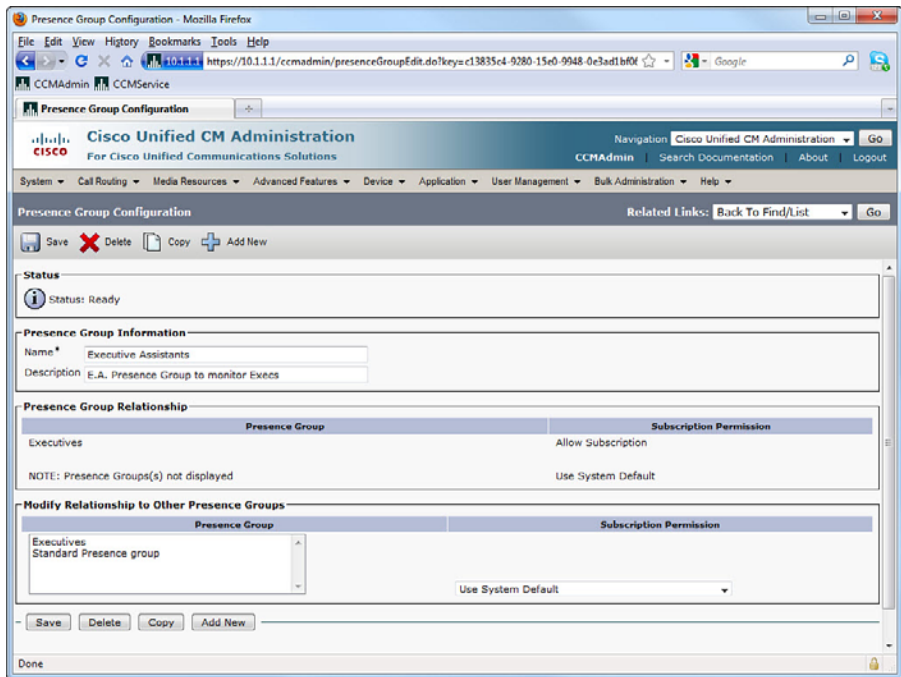 Presence Group Configuration - Mozilla Firefox
File Edit View History Bookmarks Tools Help
10.1.1.1 https://10.1.1.1/ccmadmin/presenceGroupEdit.do?key=c13835c4-9280-15e0-9948-0e3ad1bf0f Google
CCMAdmin CCMService
Presence Group Configuration
CISCO Cisco Unified CM Administration
For Cisco Unified Communications Solutions
Navigation Cisco Unified CM Administration Go
CCMAdmin | Search Documentation | About | Logout
System Call Routing Media Resources Advanced Features Device Application User Management Bulk Administration Help
Presence Group Configuration Related Links: Back To Find/List Go
Save Delete Copy Add New
Status
Status: Ready
Presence Group Information
Name* Executive Assistants
Description E.A. Presence Group to monitor Execs
Presence Group Relationship
Presence Group Subscription Permission
Executives Allow Subscription
NOTE: Presence Groups(s) not displayed Use System Default
Modify Relationship to Other Presence Groups
Presence Group Subscription Permission
Executives
Standard Presence group
Use System Default
Save Delete Copy Add New
Done